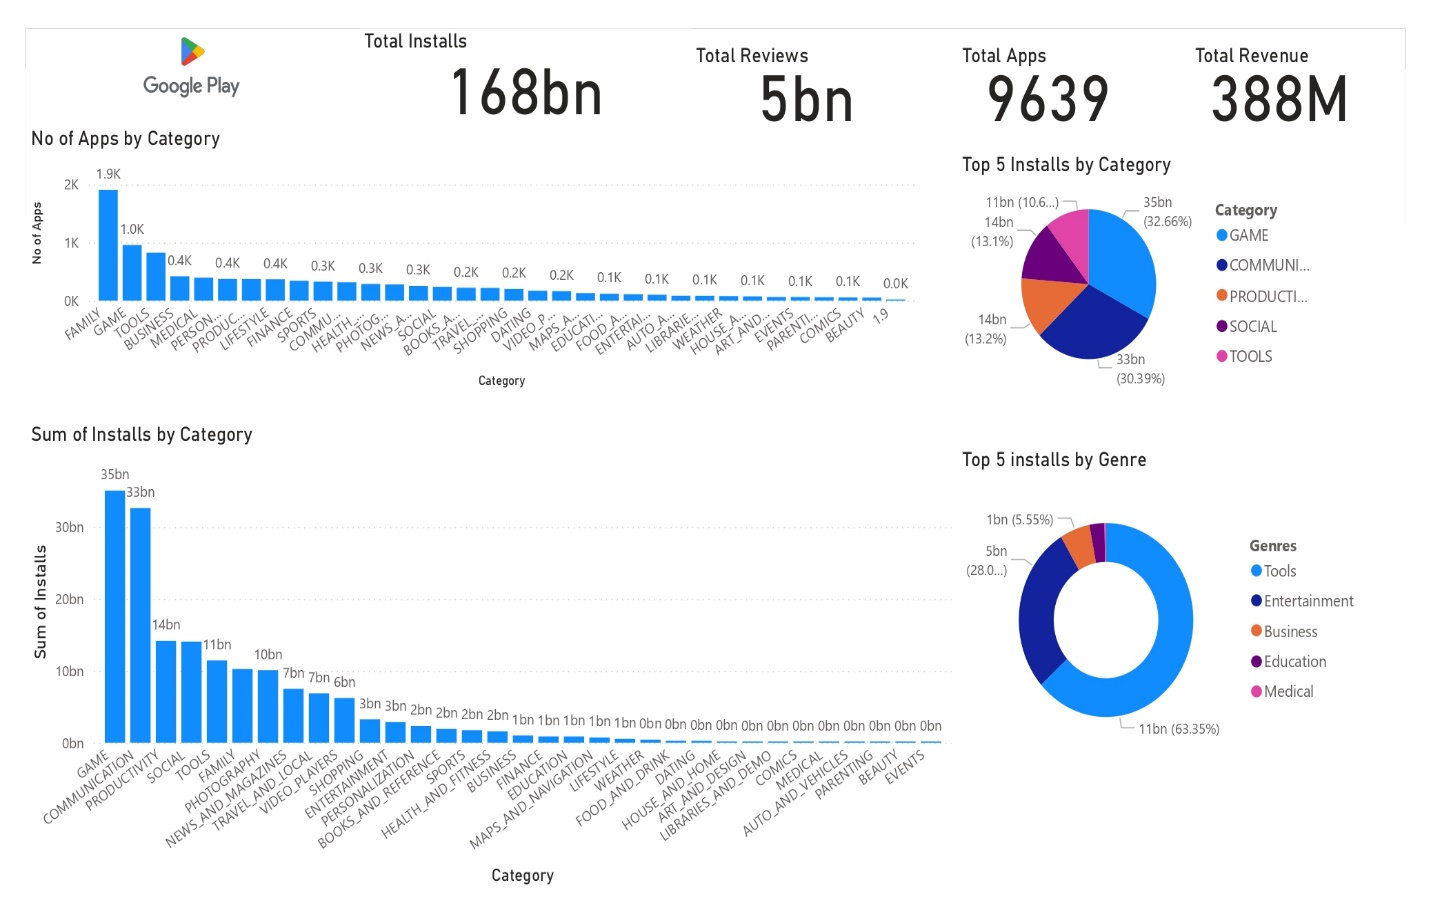 Google Play
Total Installs
168bn
Total Reviews
5bn
Total Apps
9639
Total Revenue
388M
No of Apps by Category
No of Apps
2K
1K
0K
1.9K
1.0K
0.4K
0.4K
0.4K
0.3K
0.3K
0.3K
0.2K
0.2K
0.2K
0.1K
0.1K
0.1K
0.1K
0.1K
0.1K
0.0K
FAMILY
GAME
TOOLS
BUSINESS
MEDICAL
PERSON...
PRODUC...
LIFESTYLE
FINANCE
SPORTS
COMMU...
HEALTH_...
PHOTOG...
NEWS_A...
SOCIAL
BOOKS_A...
TRAVEL_...
SHOPPING
DATING
VIDEO_P...
MAPS_A...
EDUCATI...
FOOD_A...
ENTERTAI...
AUTO_A...
LIBRARIE...
WEATHER
HOUSE_A...
ART_AND...
EVENTS
PARENTI...
COMICS
BEAUTY
1.9
Category
Top 5 Installs by Category
11bn (10.6...)
14bn
(13.1%)
14bn
(13.2%)
35bn
(32.66%)
33bn
(30.39%)
Category
GAME
COMMUNI...
PRODUCTI...
SOCIAL
TOOLS
Sum of Installs by Category
Sum of Installs
30bn
20bn
10bn
0bn
35bn
33bn
14bn
11bn
10bn
7bn
7bn
6bn
3bn
3bn
2bn
2bn
2bn
2bn
1bn
1bn
1bn
1bn
1bn
0bn
0bn
0bn
0bn
0bn
0bn
0bn
0bn
0bn
0bn
0bn
0bn
GAME
COMMUNICATION
PRODUCTIVITY
SOCIAL
TOOLS
FAMILY
PHOTOGRAPHY
NEWS_AND_MAGAZINES
TRAVEL_AND_LOCAL
VIDEO_PLAYERS
SHOPPING
ENTERTAINMENT
PERSONALIZATION
BOOKS_AND_REFERENCE
SPORTS
HEALTH_AND_FITNESS
BUSINESS
FINANCE
EDUCATION
MAPS_AND_NAVIGATION
LIFESTYLE
WEATHER
FOOD_AND_DRINK
DATING
HOUSE_AND_HOME
ART_AND_DESIGN
LIBRARIES_AND_DEMO
COMICS
MEDICAL
AUTO_AND_VEHICLES
PARENTING
BEAUTY
EVENTS
Category
Top 5 installs by Genre
1bn (5.55%)
5bn
(28.0...)
11bn (63.35%)
Genres
Tools
Entertainment
Business
Education
Medical